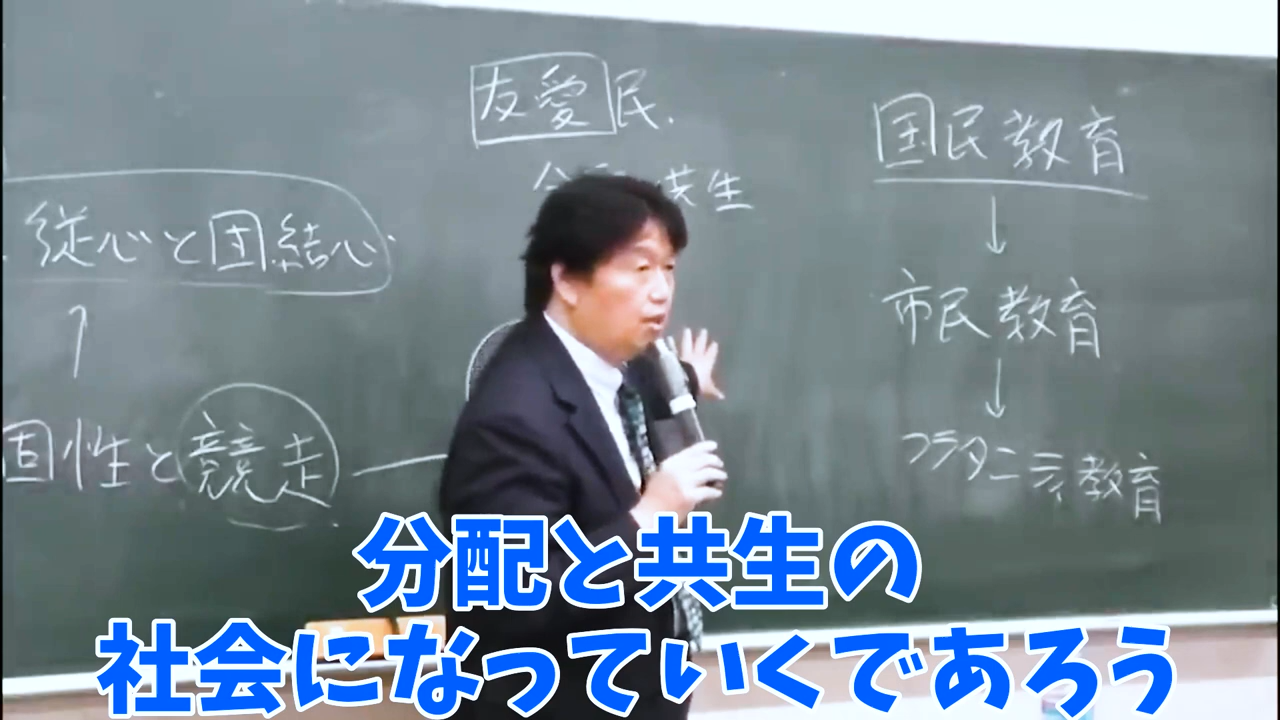 友愛民.
共生
国民教育
従心と団結心
市民教育
固性と競走
フラタニティ教育
分配と共生の
社会になっていくであろう